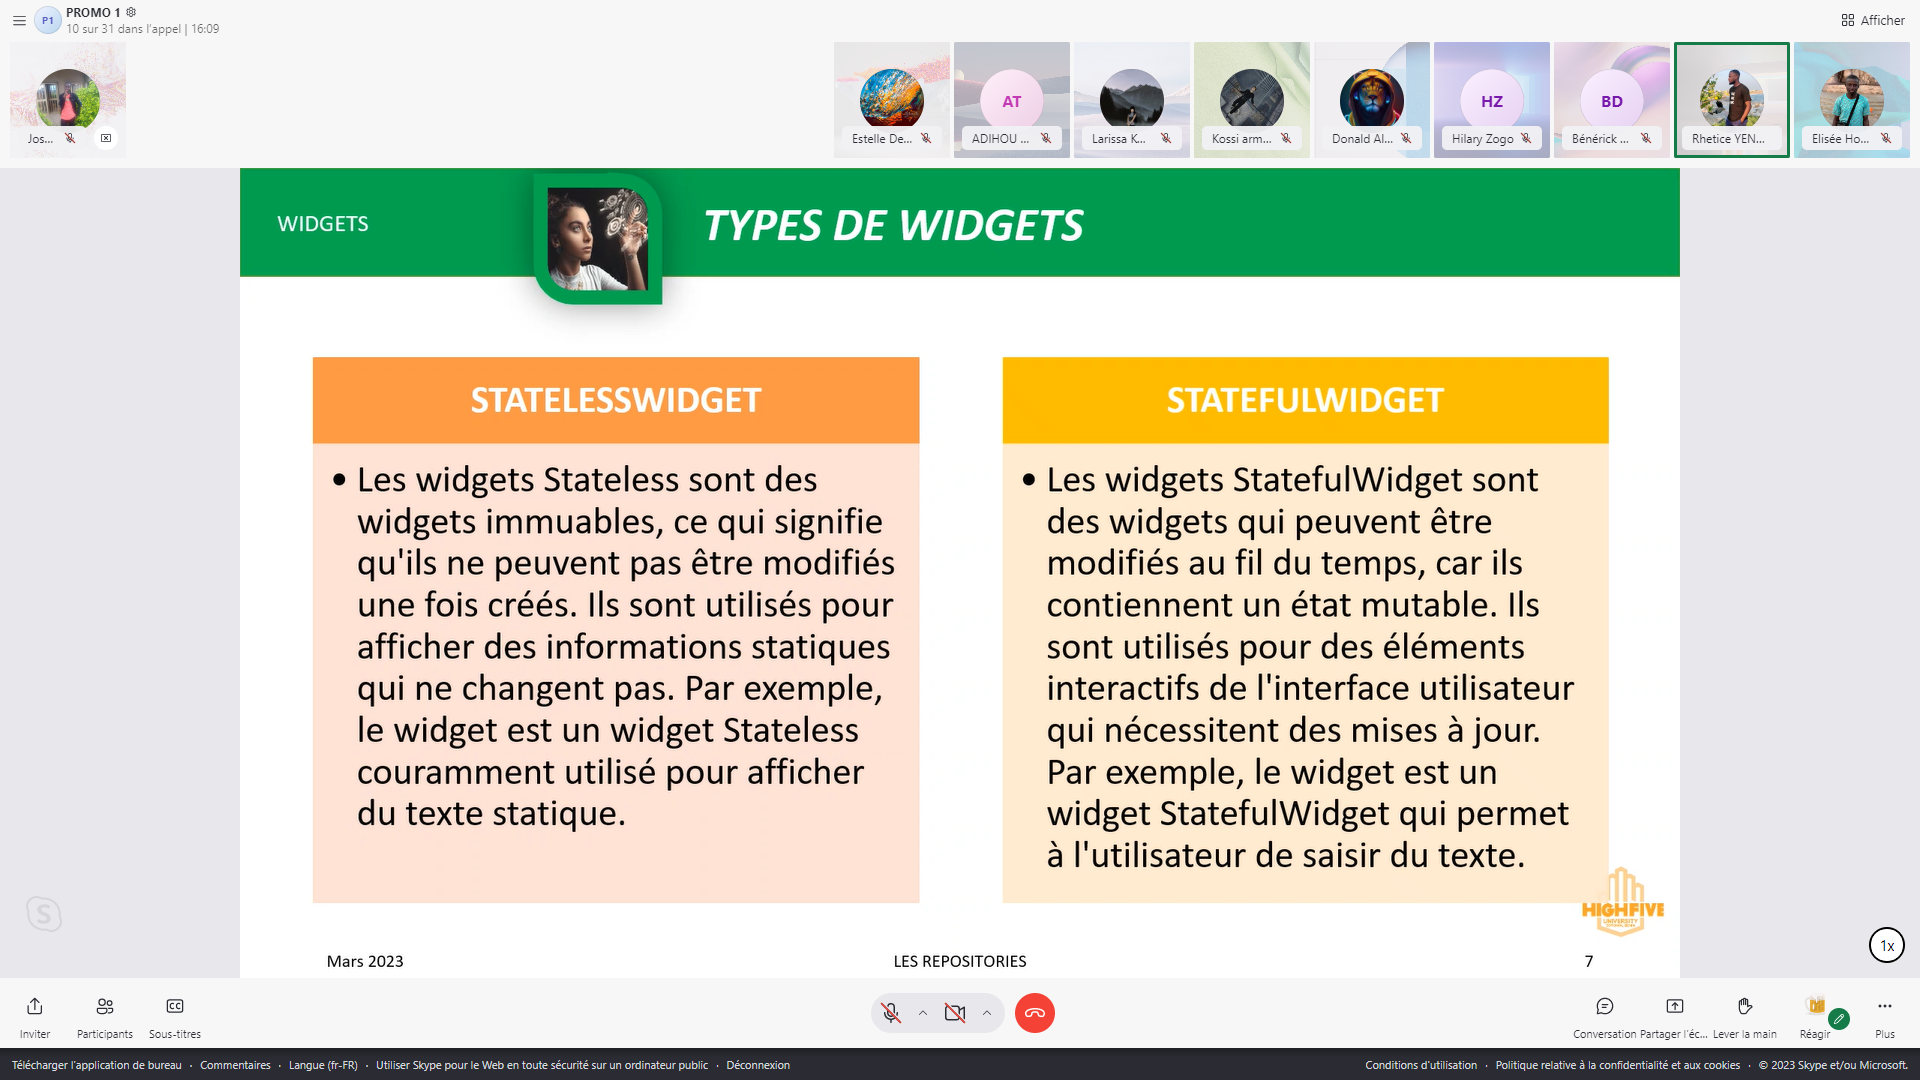 PROMO 1
10 sur 31 dans l'appel | 16:09
P1
Afficher
Jos...
Estelle De...
AT
ADIHOU ...
Larissa K...
Kossi arm...
Donald Al...
HZ
Hilary Zogo
BD
Bénérick ...
Rhetice YEN...
Elisée Ho...
WIDGETS
TYPES DE WIDGETS
STATELESSWIDGET
• Les widgets Stateless sont des
widgets immuables, ce qui signifie
qu'ils ne peuvent pas être modifiés
une fois créés. Ils sont utilisés pour
afficher des informations statiques
qui ne changent pas. Par exemple,
le widget est un widget Stateless
couramment utilisé pour afficher
du texte statique.
STATEFULWIDGET
• Les widgets StatefulWidget sont
des widgets qui peuvent être
modifiés au fil du temps, car ils
contiennent un état mutable. Ils
sont utilisés pour des éléments
interactifs de l'interface utilisateur
qui nécessitent des mises à jour.
Par exemple, le widget est un
widget StatefulWidget qui permet
à l'utilisateur de saisir du texte.
HIGHFIVE
UNIVERSITY
Mars 2023
LES REPOSITORIES
7
S
1x
Inviter
Participants
CC
Sous-titres
Conversation
Partager l'éc...
Lever la main
Réagir
Plus
Télécharger l'application de bureau · Commentaires · Langue (fr-FR) · Utiliser Skype pour le Web en toute sécurité sur un ordinateur public · Déconnexion
Conditions d'utilisation · Politique relative à la confidentialité et aux cookies · © 2023 Skype et/ou Microsoft.